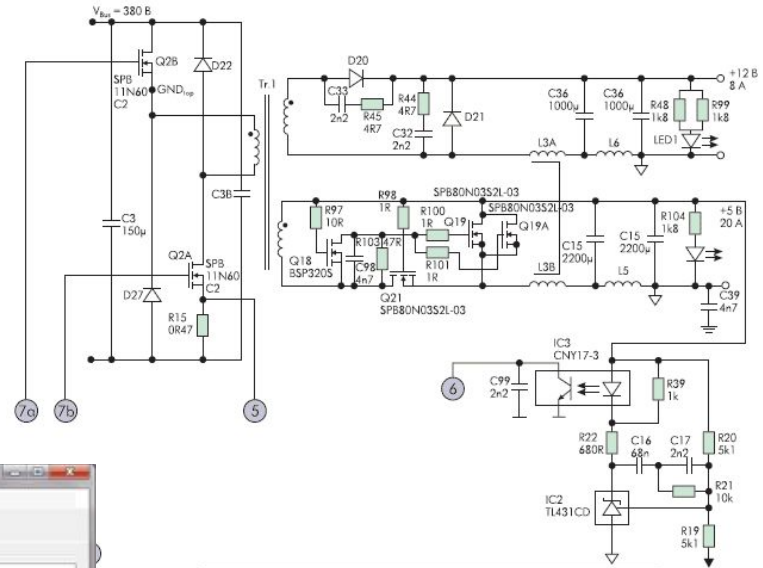 V_Bus = 380 В
Q2B
D22
SPB
11N60
C2
GND_top
Tr.1
C3
150µ
C3B
Q2A
SPB
11N60
C2
D27
R15
0R47
7a
7b
5
D20
C33
2n2
R45
4R7
R44
4R7
C32
2n2
D21
L3A
C36
1000µ
C36
1000µ
L6
R48
1k8
R99
1k8
LED1
+12 В
8 А
R97
10R
R98
1R
R100
1R
SPB80N03S2L-03
SPB80N03S2L-03
Q19
Q19A
R103
47R
R101
1R
Q18
BSP320S
C98
4n7
Q21
SPB80N03S2L-03
L3B
C15
2200µ
C15
2200µ
L5
R104
1k8
+5 В
20 А
C39
4n7
IC3
CNY17-3
6
C99
2n2
R39
1k
R22
680R
C16
68n
C17
2n2
R20
5k1
R21
10k
IC2
TL431CD
R19
5k1